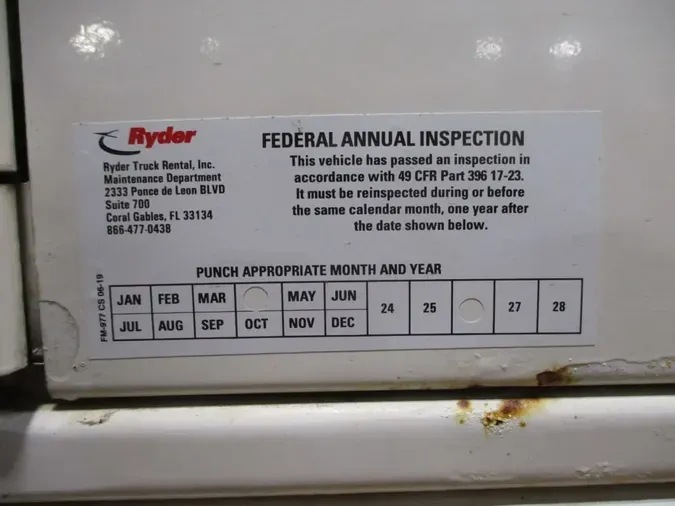 Ryder
Ryder Truck Rental, Inc.
Maintenance Department
2333 Ponce de Leon BLVD
Suite 700
Coral Gables, FL 33134
866-477-0438
FEDERAL ANNUAL INSPECTION
This vehicle has passed an inspection in
accordance with 49 CFR Part 396 17-23.
It must be reinspected during or before
the same calendar month, one year after
the date shown below.
PUNCH APPROPRIATE MONTH AND YEAR
JAN FEB MAR MAY JUN
JUL AUG SEP OCT NOV DEC
24 25 27 28
FM-977 CS 06-19